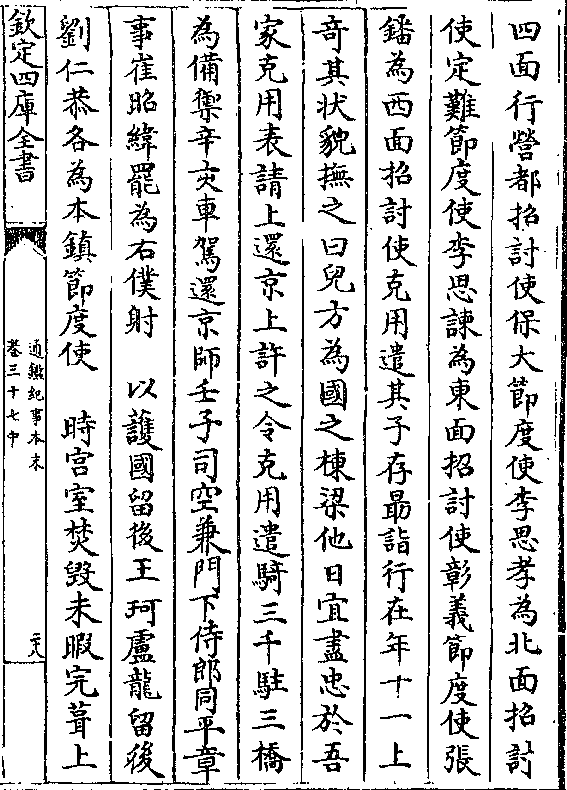 四面行營都招討使保大節度使李思孝為北面招討
使定難節度使李思諫為東面招討使彰義節度使張
鐇為西面招討使克用遣其子存勗詣行在年十一上
竒其状貌撫之曰兒方為國之棟梁他日宜盡忠於吾
家克用表請上還京上許之令克用遣騎三千駐三橋
為備禦辛亥車駕還京師壬子司空兼門下侍郎同平章
事崔昭緯罷為右僕射　以護國留後王珂盧龍留後
劉仁恭各為本鎮節度使　時宫室焚毁未暇完葺上
欽定四庫全書
通鑑紀事本末
卷三十七中
二八